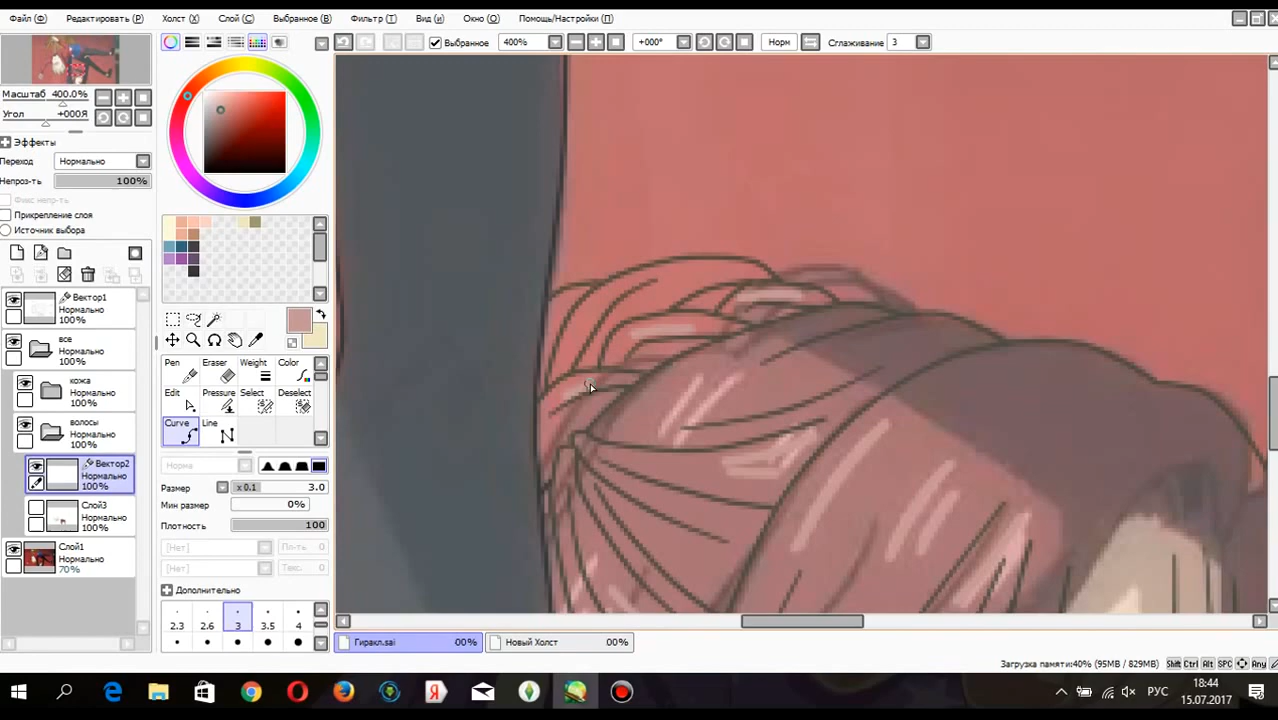 Файл (Ф) Редактировать (Р) Холст (X) Слой (С) Выбранное (В) Фильтр (Т) Вид (и) Окно (О) Помощь/Настройки (П)
Выбранное 400% +000° Норм Сглаживание 3
Масштаб 400.0%
Угол +000Я
Эффекты
Переход Нормально
Непроз-ть 100%
Фикс непр-ть
Прикрепление слоя
Источник выбора
Вектор1
Нормально
100%
все
Нормально
100%
кожа
Нормально
100%
волосы
Нормально
100%
Вектор2
Нормально
100%
Слой3
Нормально
100%
Слой1
Нормально
70%
Pen Eraser Weight Color
Edit Pressure Select Deselect
Curve Line
Норма
Размер x 0.1 3.0
Мин размер 0%
Плотность 100
[Нет] По-ть 0
[Нет] Текс. 0
Дополнительно
2.3 2.6 3 3.5 4
Гиракл.sai 00% Новый Холст 00%
Загрузка памяти:40% (95MB / 829MB) Shift Ctrl Alt SPC Any
РУС
18:44
15.07.2017